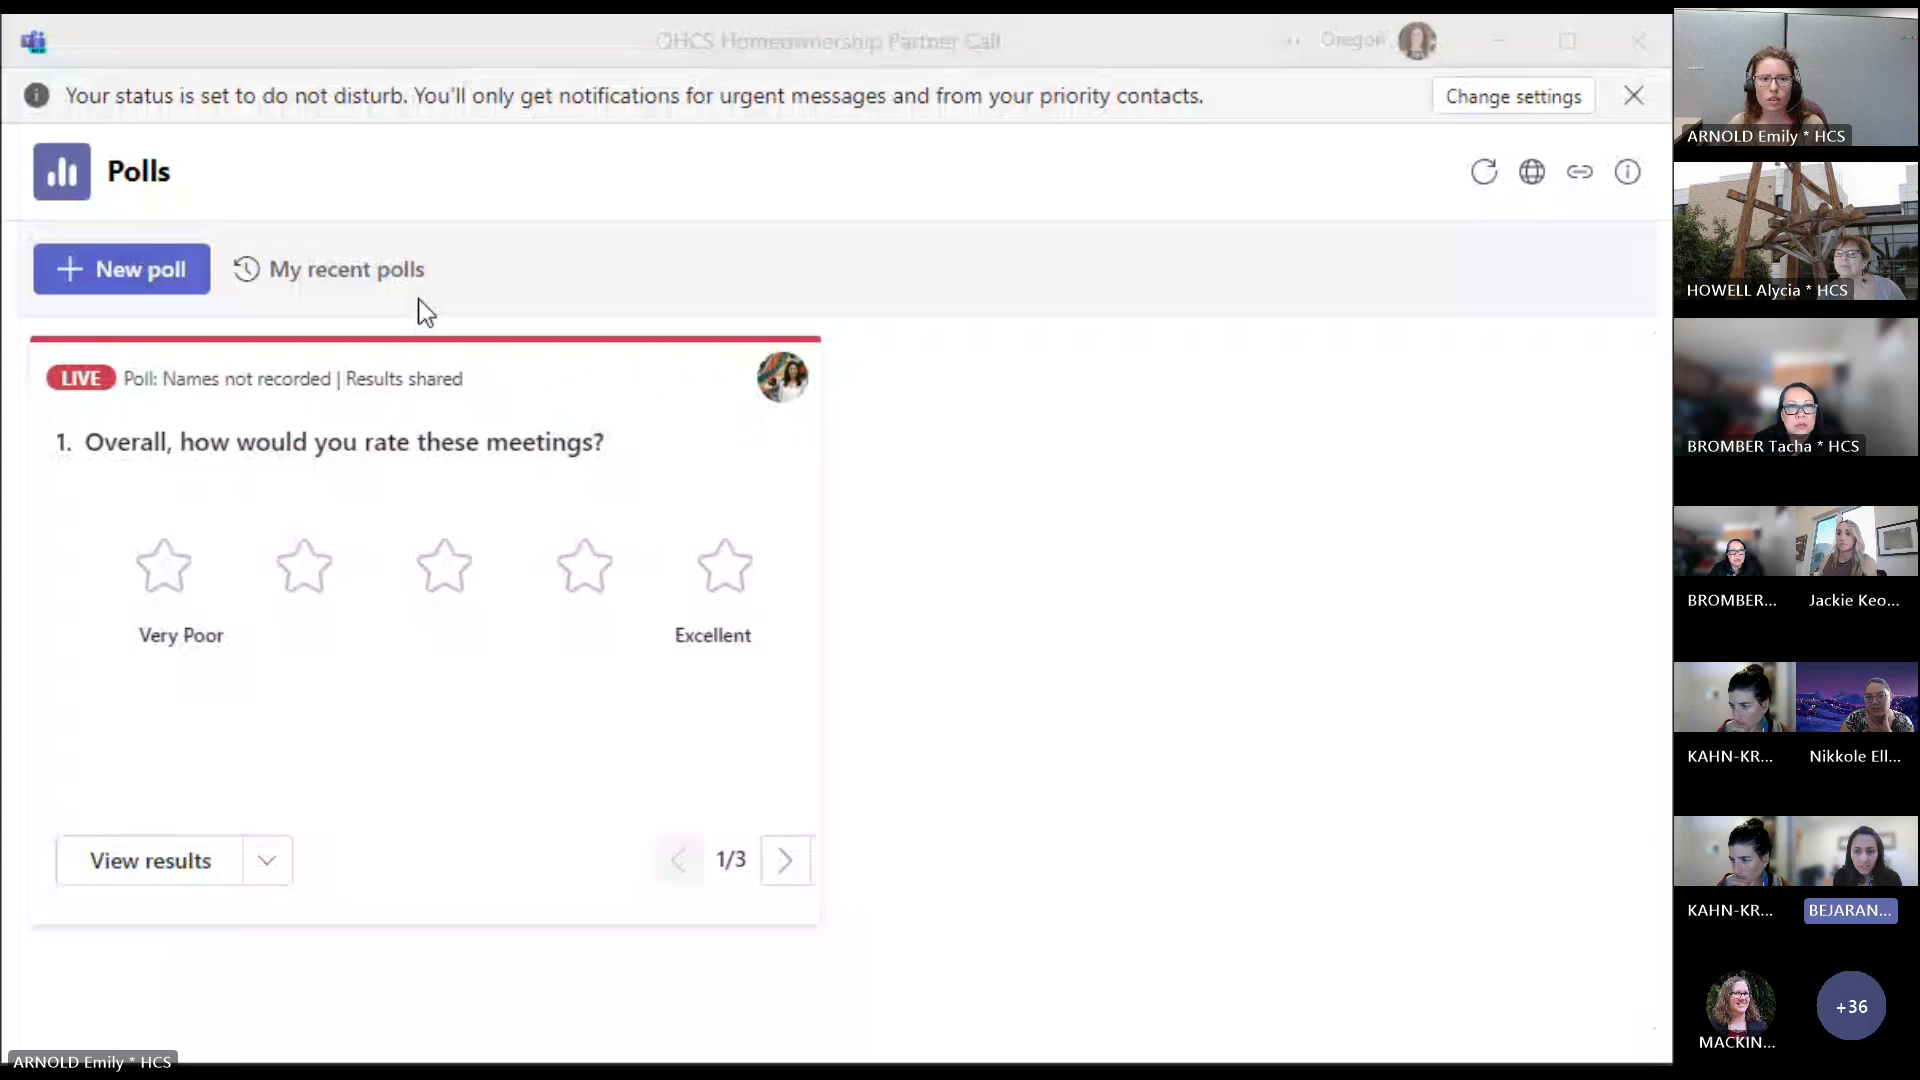 OHCS Homeownership Partner Call
Oregon
Your status is set to do not disturb. You'll only get notifications for urgent messages and from your priority contacts.
Change settings
Polls
New poll
My recent polls
LIVE
Poll: Names not recorded | Results shared
1. Overall, how would you rate these meetings?
Very Poor
Excellent
View results
1/3
ARNOLD Emily * HCS
ARNOLD Emily * HCS
HOWELL Alycia * HCS
BROMBER Tacha * HCS
BROMBER...
Jackie Keo...
KAHN-KR...
Nikkole Ell...
KAHN-KR...
BEJARAN...
MACKIN...
+36